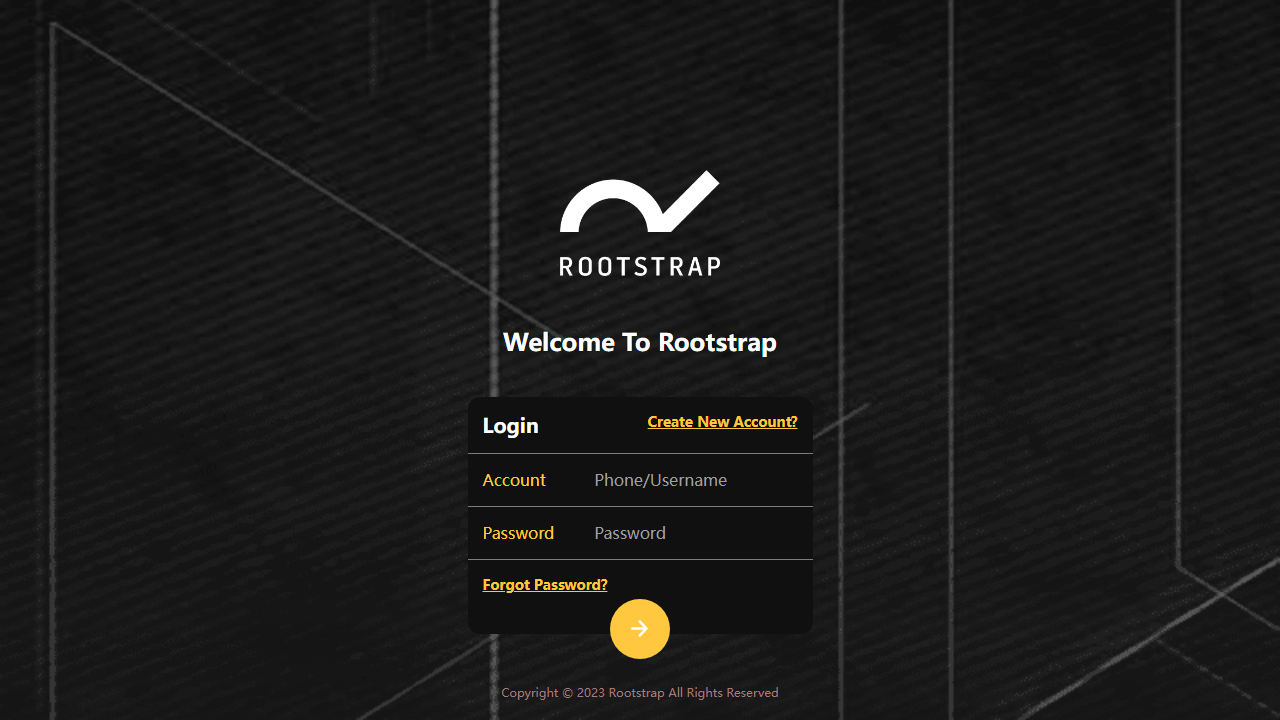 ROOTSTRAP
Welcome To Rootstrap
Login
Create New Account?
Account
Phone/Username
Password
Password
Forgot Password?
Copyright © 2023 Rootstrap All Rights Reserved